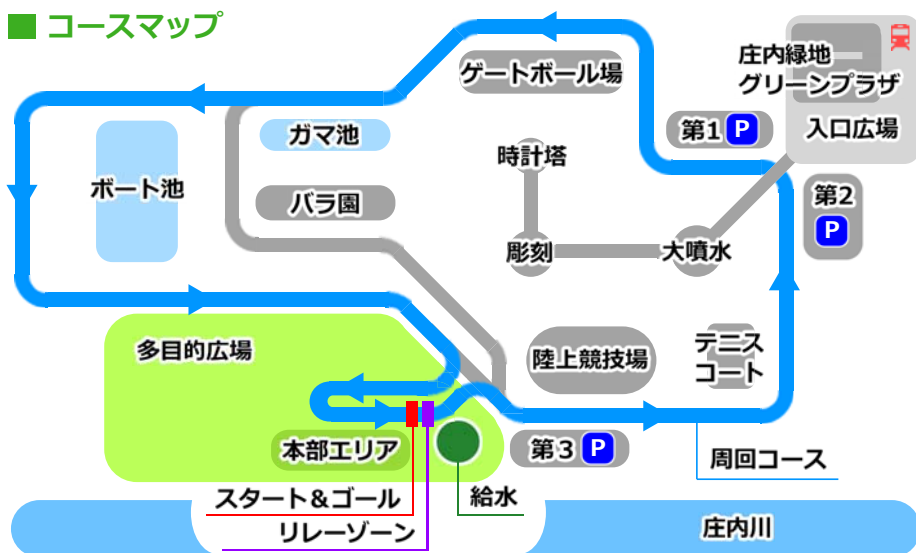 コースマップ
ゲートボール場
庄内緑地
グリーンプラザ
入口広場
第1 P
ガマ池
時計塔
ボート池
バラ園
第2
P
彫刻
大噴水
多目的広場
陸上競技場
テニス
コート
本部エリア
第3 P
周回コース
スタート&ゴール
給水
リレーゾーン
庄内川